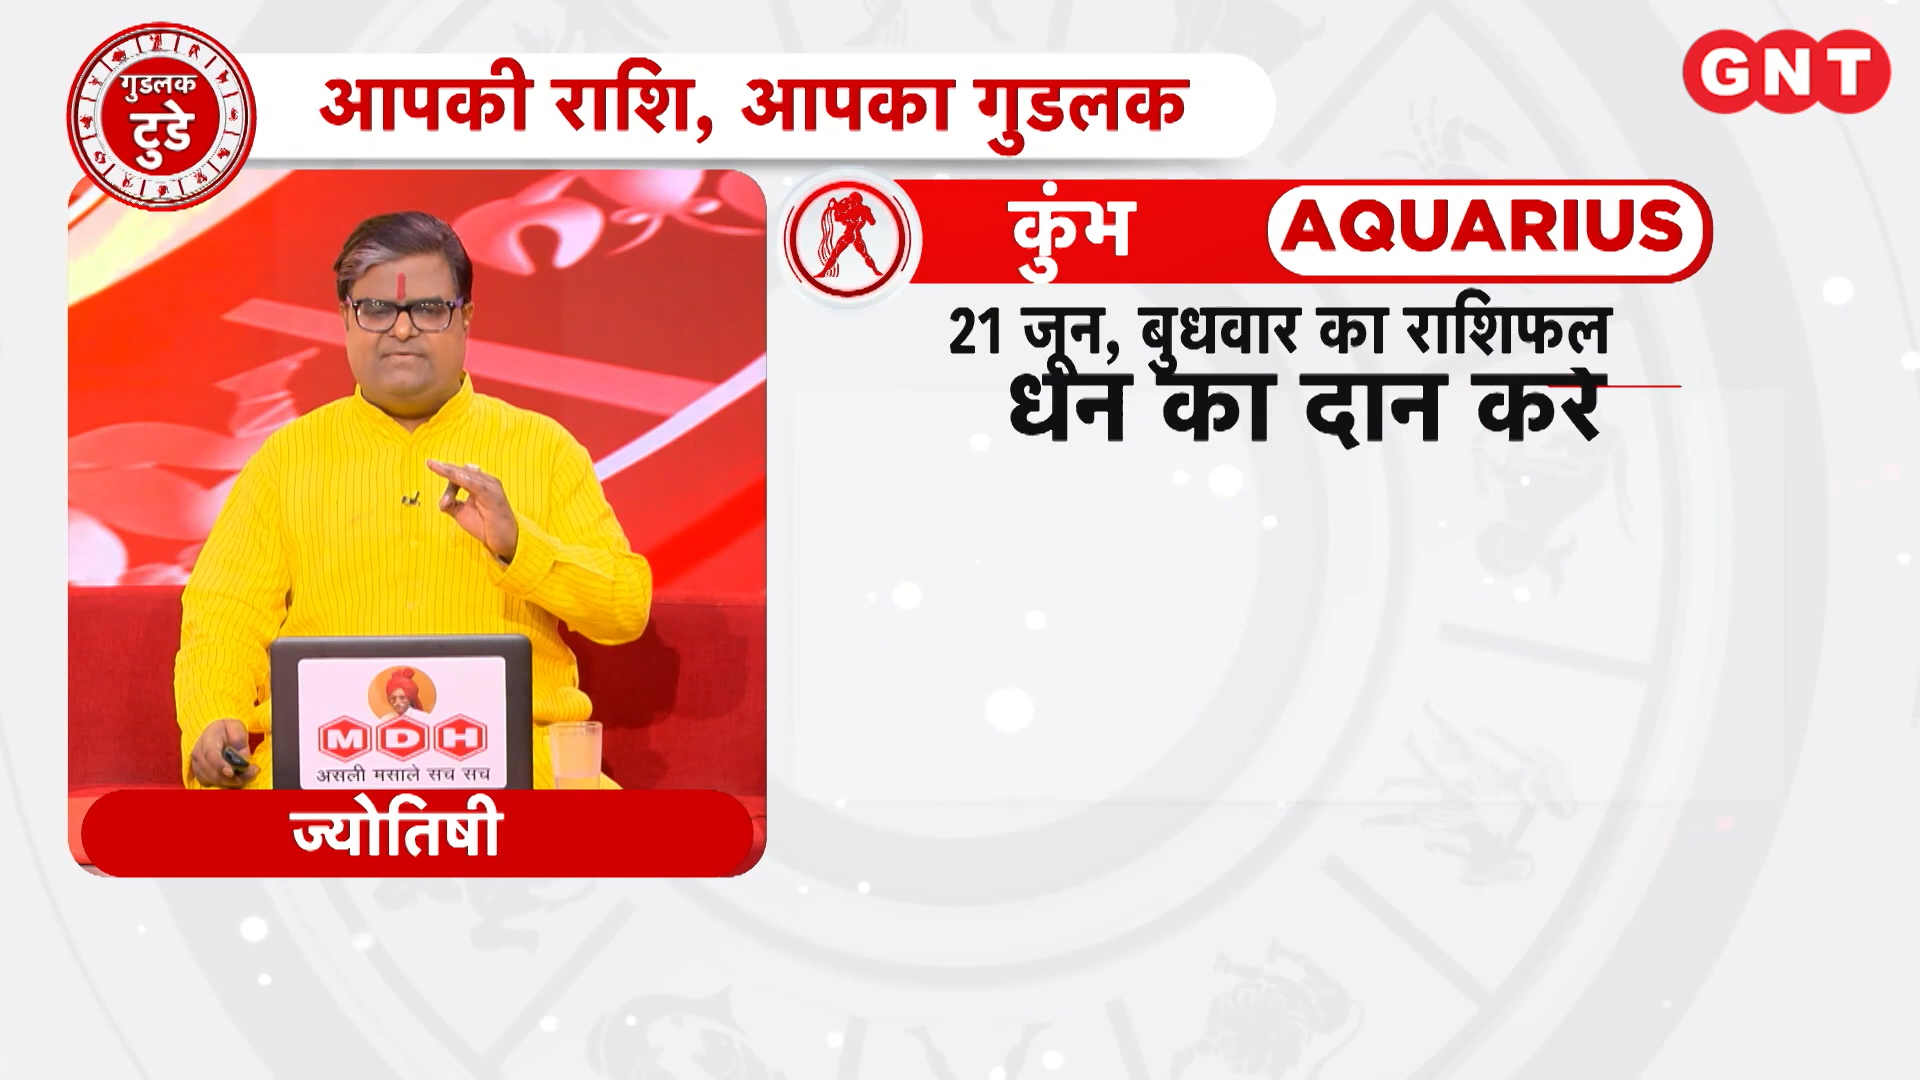 गुडलक
टुडे
आपकी राशि, आपका गुडलक
GNT
कुंभ
AQUARIUS
21 जून, बुधवार का राशिफल
धन का दान करें
MDH
असली मसाले सच सच
ज्योतिषी